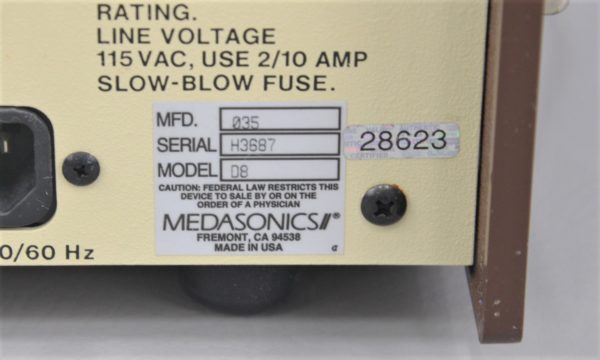 RATING.
LINE VOLTAGE
115 VAC, USE 2/10 AMP
SLOW-BLOW FUSE.
MFD. 035
SERIAL H3687
28623
MODEL D8
CAUTION: FEDERAL LAW RESTRICTS THIS
DEVICE TO SALE BY OR ON THE
ORDER OF A PHYSICIAN
MEDASONICS®
FREMONT, CA 94538
MADE IN USA
0/60 Hz